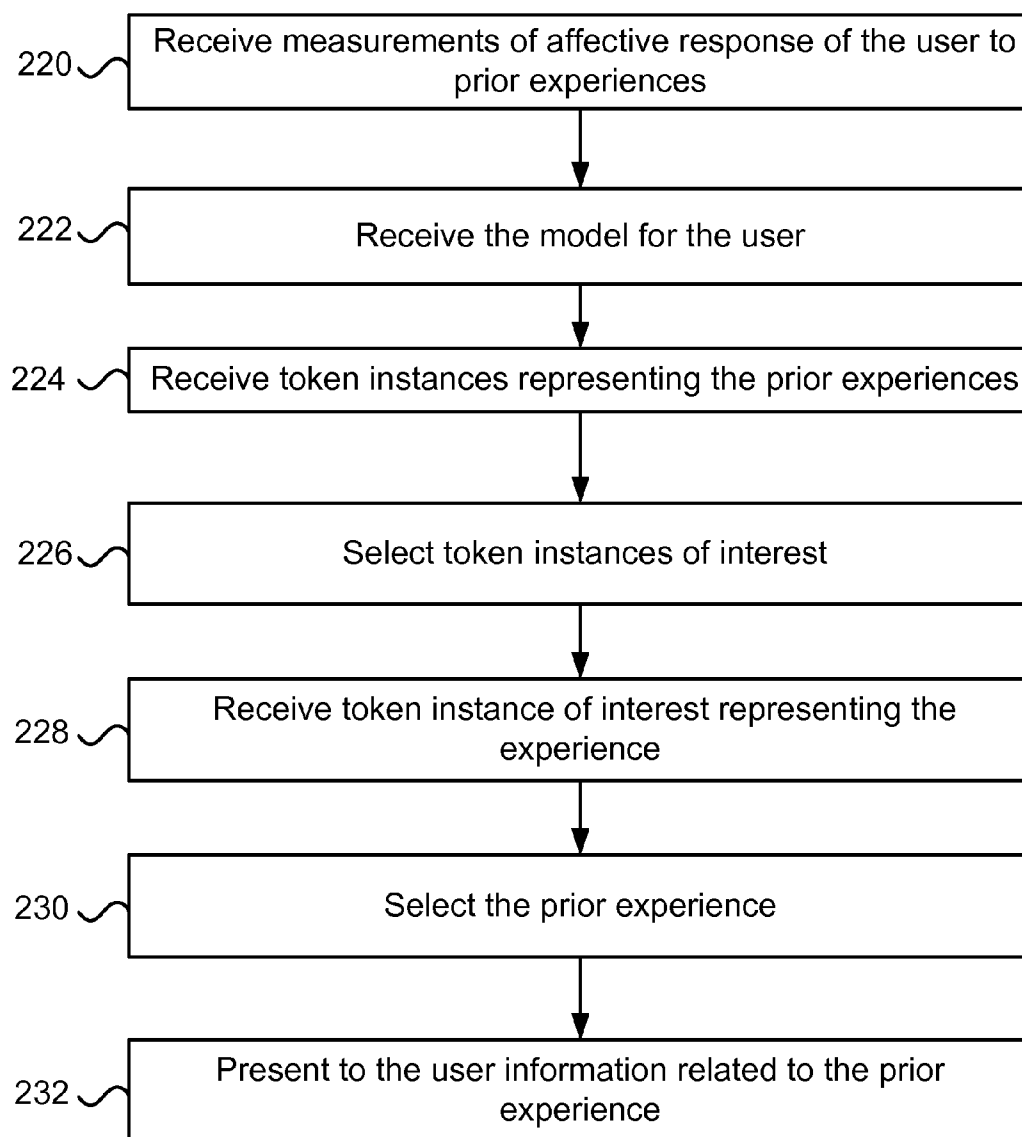 220
Receive measurements of affective response of the user to
prior experiences
222
Receive the model for the user
224
Receive token instances representing the prior experiences
226
Select token instances of interest
228
Receive token instance of interest representing the
experience
230
Select the prior experience
232
Present to the user information related to the prior
experience